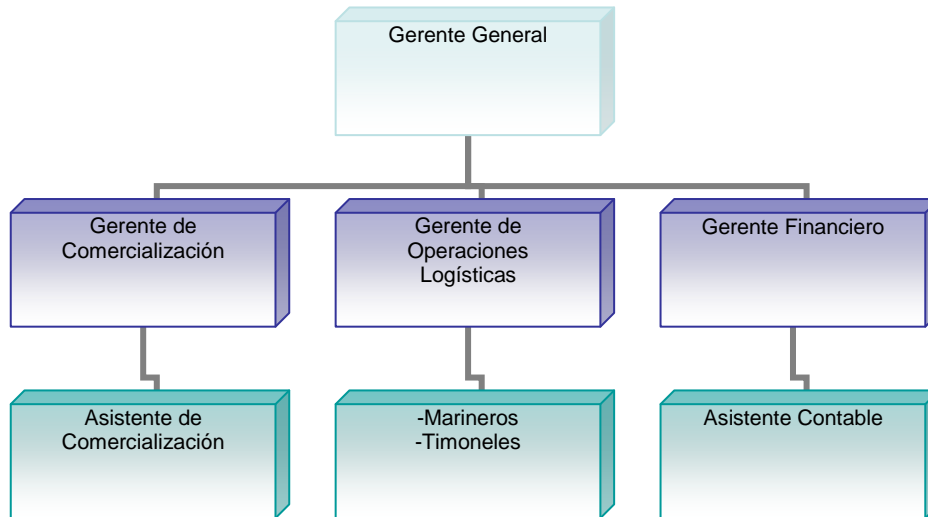 Gerente General
Gerente de
Comercialización
Gerente de
Operaciones
Logísticas
Gerente Financiero
Asistente de
Comercialización
-Marineros
-Timoneles
Asistente Contable